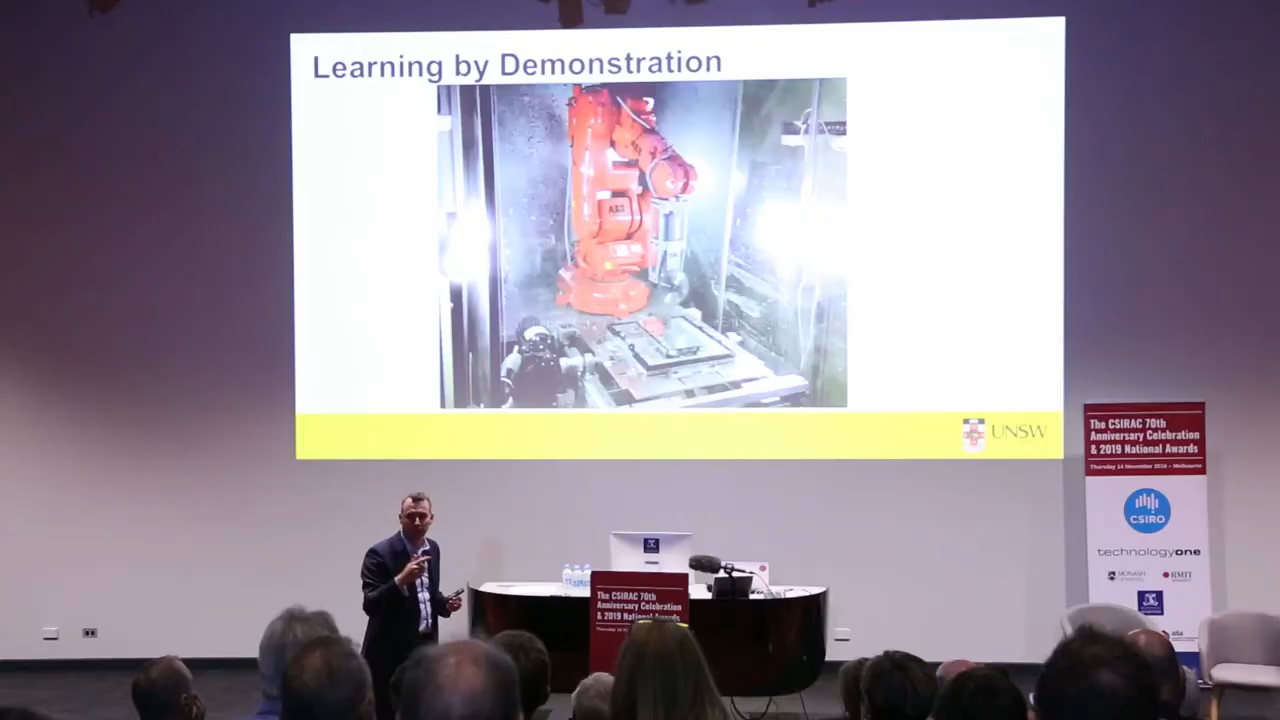 Learning by Demonstration
ABB
UNSW
The CSIRAC 70th
Anniversary Celebration
& 2019 National Awards
Thursday 14 November 2019 – Melbourne
CSIRO
technologyone
MONASH
RMIT
The CSIRAC 70th
Anniversary Celebration
& 2019 National Awards